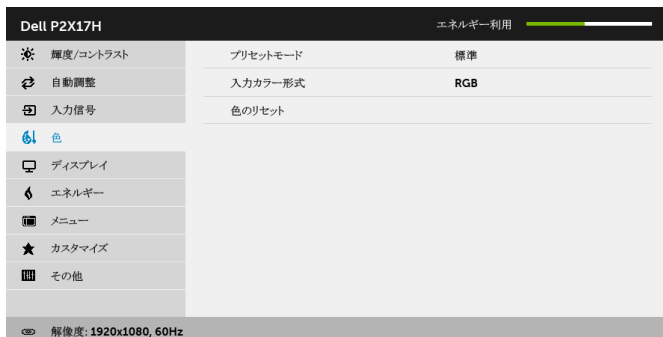 Dell P2X17H エネルギー利用
輝度/コントラスト プリセットモード 標準
自動調整 入力カラー形式 RGB
入力信号 色のリセット
色
ディスプレイ
エネルギー
メニュー
カスタマイズ
その他
解像度: 1920x1080, 60Hz